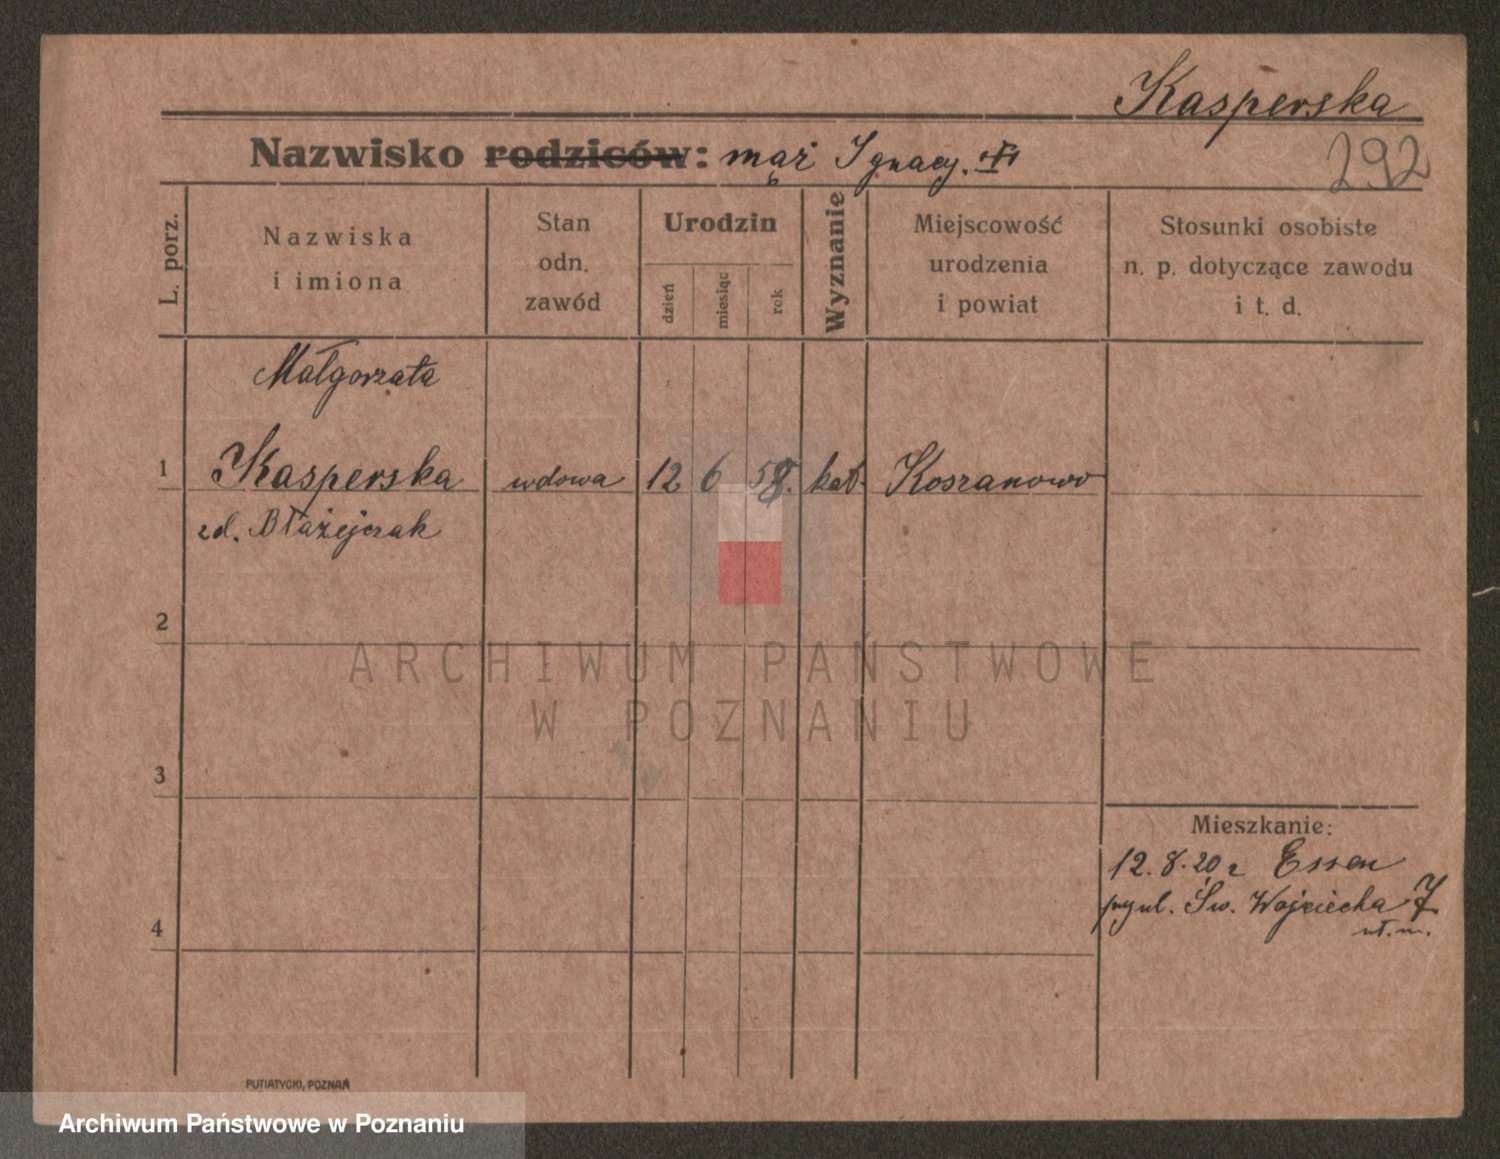 Kasperska
292
Nazwisko rodziców: mąż Ignacy.
L. porz.
Nazwiska
i imiona
Stan
odn.
zawód
Urodzin
dzień
miesiąc
rok
Wyznanie
Miejscowość
urodzenia
i powiat
Stosunki osobiste
n. p. dotyczące zawodu
i t. d.
Małgorzata
1 Kasperska wdowa 12 6 58. kat. Koszanowo
zd. Błażejczak
2
ARCHIWUM PAŃSTWOWE
W POZNANIU
3
Mieszkanie:
12.8.20 z Essen
Św. Wojciecha 7
4
PUTIATYCKI, POZNAŃ
Archiwum Państwowe w Poznaniu